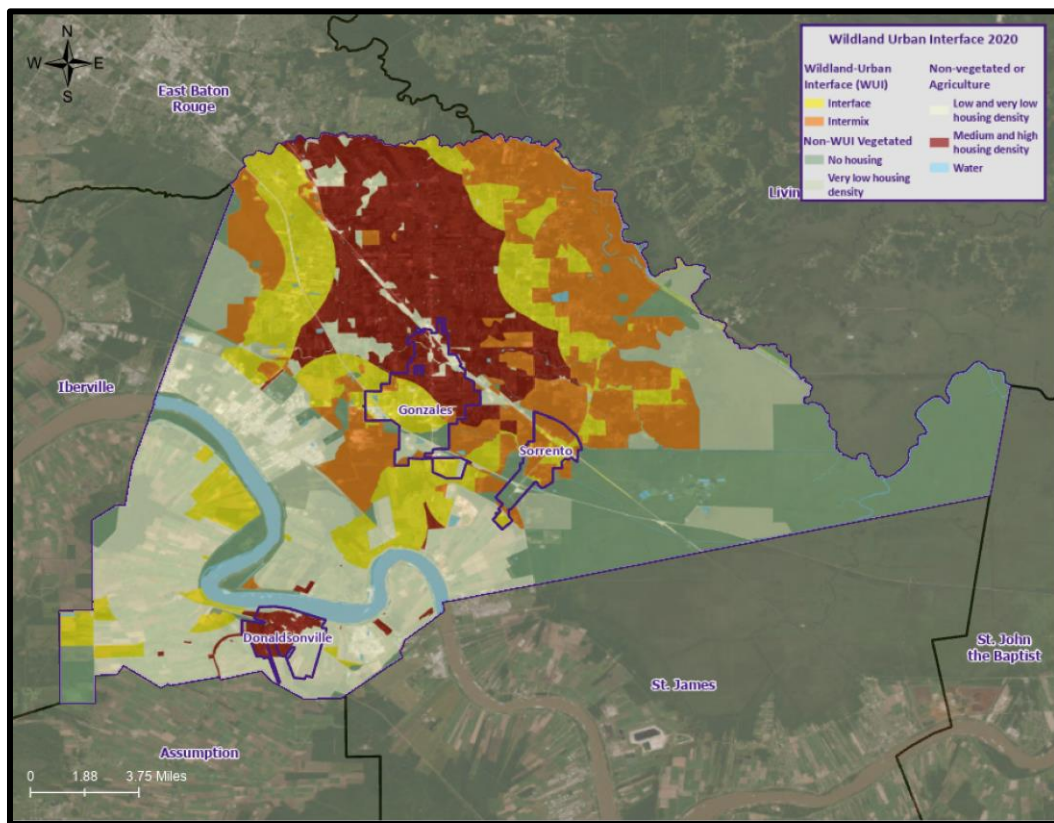 N
W E
S
East Baton
Rouge
Wildland Urban Interface 2020
Wildland-Urban
Interface (WUI)
Interface
Intermix
Non-WUI Vegetated
No housing
Very low housing
density
Non-vegetated or
Agriculture
Low and very low
housing density
Medium and high
housing density
Water
Livin
Iberville
Gonzales
Sorrento
Donaldsonville
St. John
the Baptist
St. James
Assumption
0 1.88 3.75 Miles